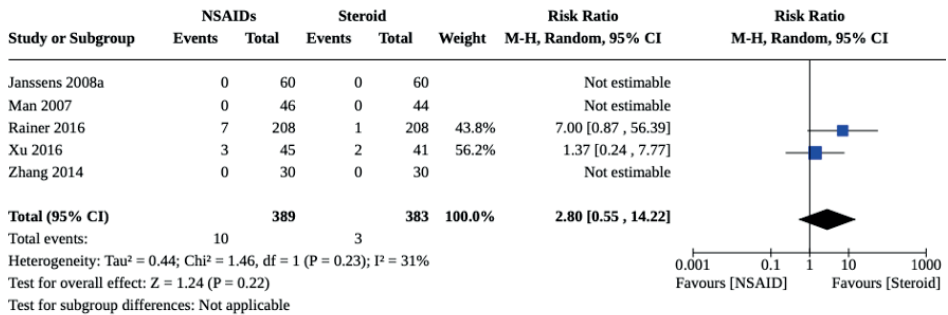 NSAIDs Steroid Risk Ratio Risk Ratio
Study or Subgroup Events Total Events Total Weight M-H, Random, 95% CI M-H, Random, 95% CI
Janssens 2008a 0 60 0 60 Not estimable
Man 2007 0 46 0 44 Not estimable
Rainer 2016 7 208 1 208 43.8% 7.00 [0.87 , 56.39]
Xu 2016 3 45 2 41 56.2% 1.37 [0.24 , 7.77]
Zhang 2014 0 30 0 30 Not estimable
Total (95% CI) 389 383 100.0% 2.80 [0.55 , 14.22]
Total events: 10 3
Heterogeneity: Tau² = 0.44; Chi² = 1.46, df = 1 (P = 0.23); I² = 31%
Test for overall effect: Z = 1.24 (P = 0.22)
Test for subgroup differences: Not applicable
0.001 0.1 1 10 1000
Favours [NSAID] Favours [Steroid]